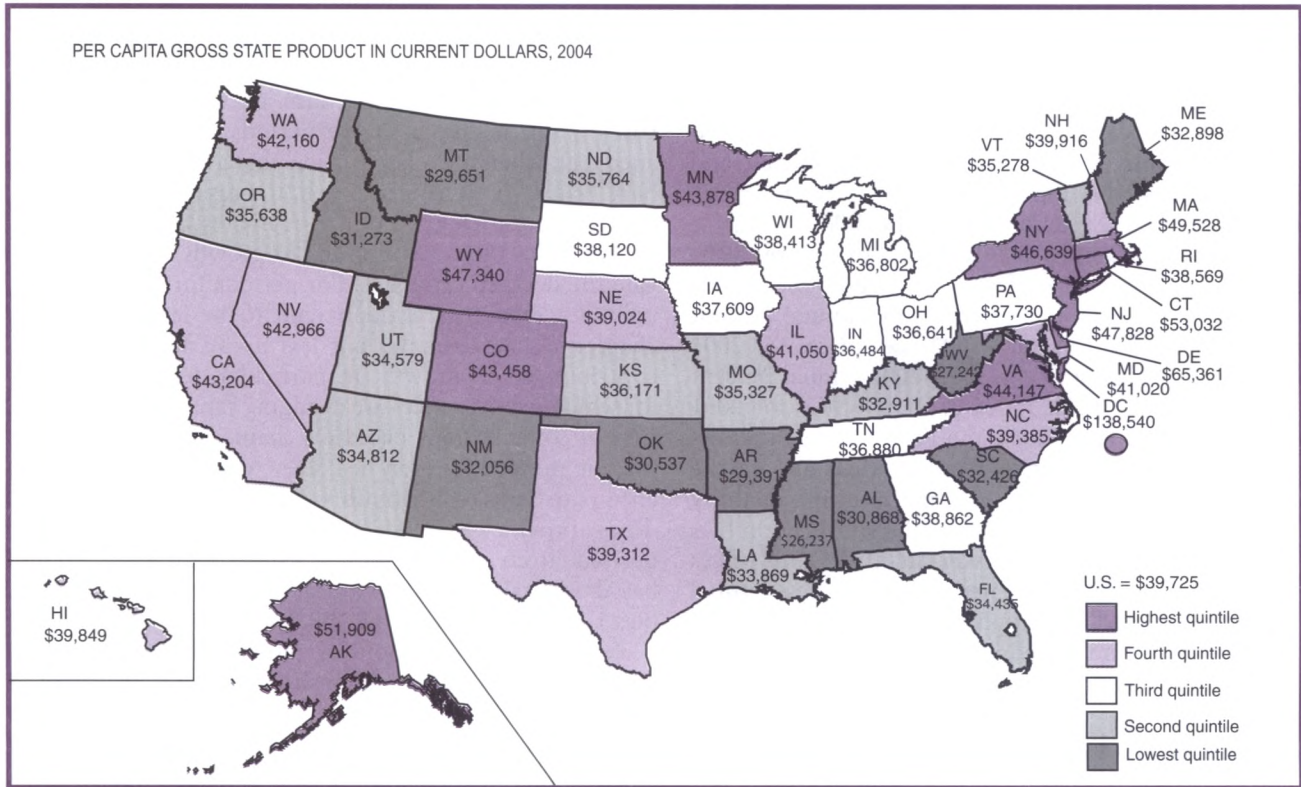 PER CAPITA GROSS STATE PRODUCT IN CURRENT DOLLARS, 2004
WA
$42,160
MT
$29,651
ND
$35,764
MN
$43,878
VT
$35,278
NH
$39,916
ME
$32,898
OR
$35,638
ID
$31,273
WY
$47,340
SD
$38,120
WI
$38,413
MI
$36,802
NY
$46,639
MA
$49,528
RI
$38,569
CT
$53,032
NJ
$47,828
DE
$65,361
MD
$41,020
DC
$138,540
CA
$43,204
NV
$42,966
UT
$34,579
CO
$43,458
NE
$39,024
IA
$37,609
IL
$41,050
IN
$36,484
OH
$36,641
PA
$37,730
KS
$36,171
MO
$35,327
KY
$32,911
WV
$27,242
VA
$44,147
AZ
$34,812
NM
$32,056
OK
$30,537
AR
$29,391
TN
$36,880
NC
$39,385
SC
$32,426
TX
$39,312
LA
$33,869
MS
$26,237
AL
$30,868
GA
$38,862
FL
$34,435
HI
$39,849
$51,909
AK
U.S. = $39,725
Highest quintile
Fourth quintile
Third quintile
Second quintile
Lowest quintile